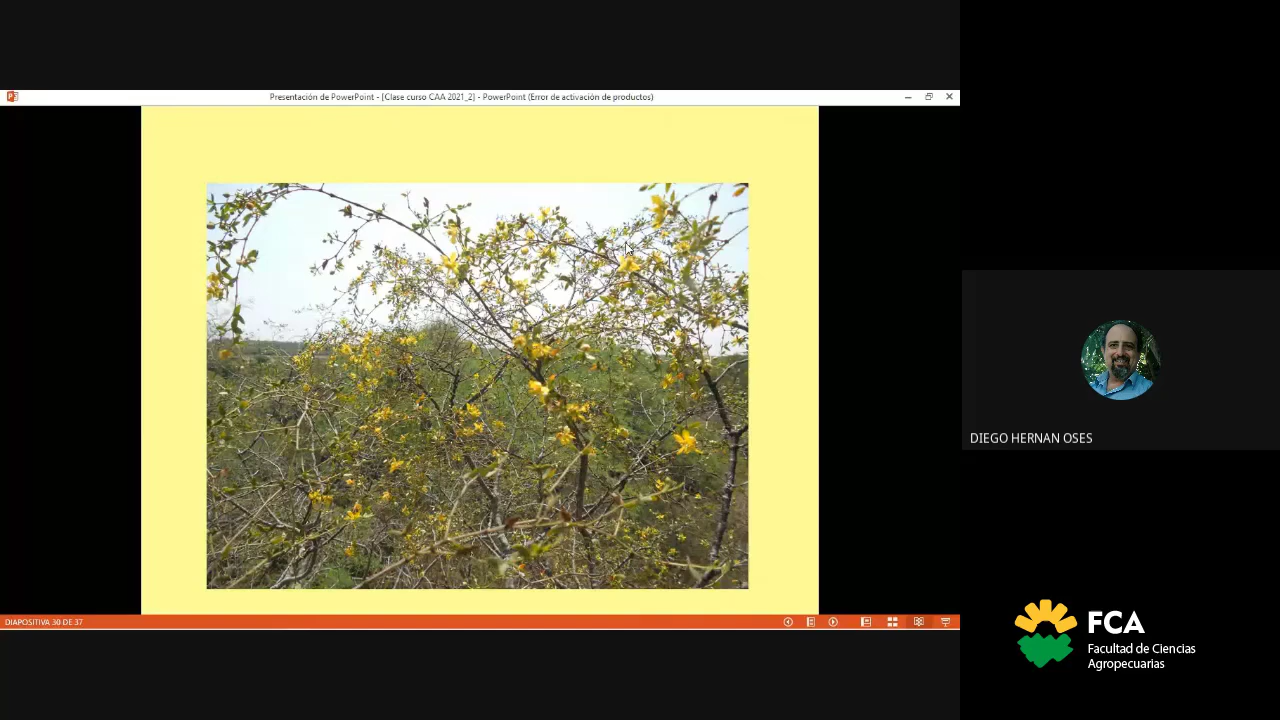 Presentación de PowerPoint - [Clase curso CAA 2021_2] - PowerPoint (Error de activación de productos)
DIEGO HERNAN OSES
FCA
Facultad de Ciencias
Agropecuarias
DIAPOSITIVA 30 DE 37